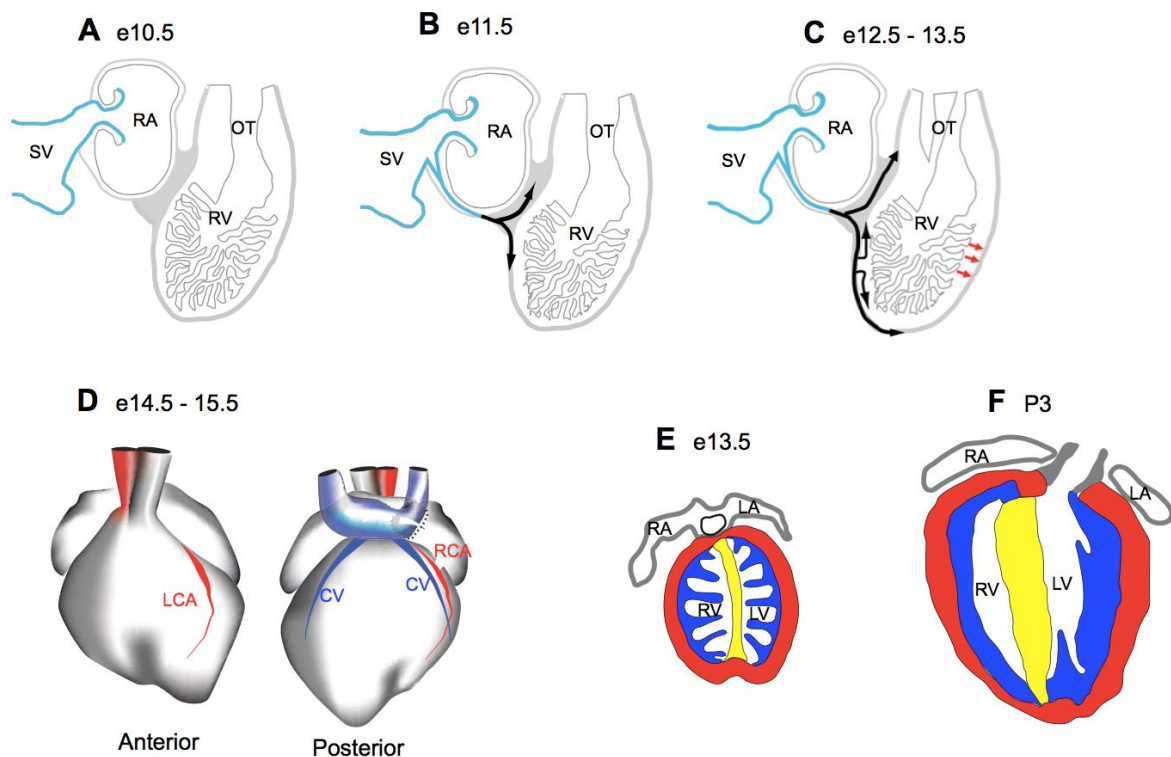 A e10.5
RA
OT
SV
RV
B e11.5
RA
OT
SV
RV
C e12.5 - 13.5
RA
OT
SV
RV
D e14.5 - 15.5
LCA
Anterior
RCA
CV
CV
Posterior
E e13.5
RA
LA
RV
LV
F P3
RA
LA
RV
LV